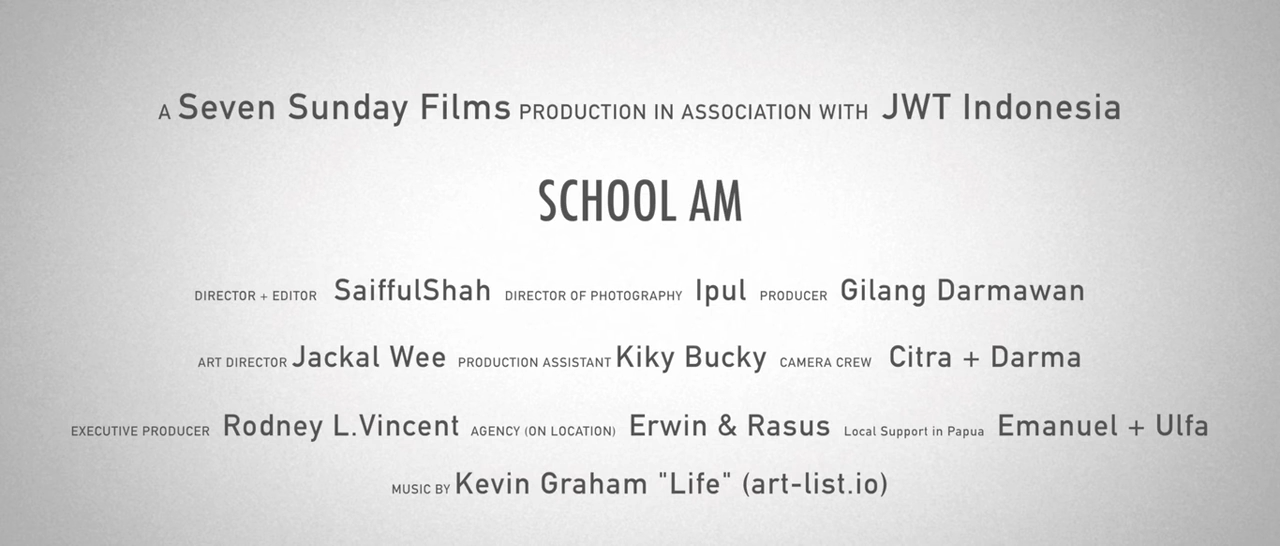 A Seven Sunday Films PRODUCTION IN ASSOCIATION WITH JWT Indonesia
SCHOOL AM
DIRECTOR + EDITOR SaiffulShah DIRECTOR OF PHOTOGRAPHY Ipul PRODUCER Gilang Darmawan
ART DIRECTOR Jackal Wee PRODUCTION ASSISTANT Kiky Bucky CAMERA CREW Citra + Darma
EXECUTIVE PRODUCER Rodney L.Vincent AGENCY (ON LOCATION) Erwin & Rasus Local Support in Papua Emanuel + Ulfa
MUSIC BY Kevin Graham "Life" (art-list.io)